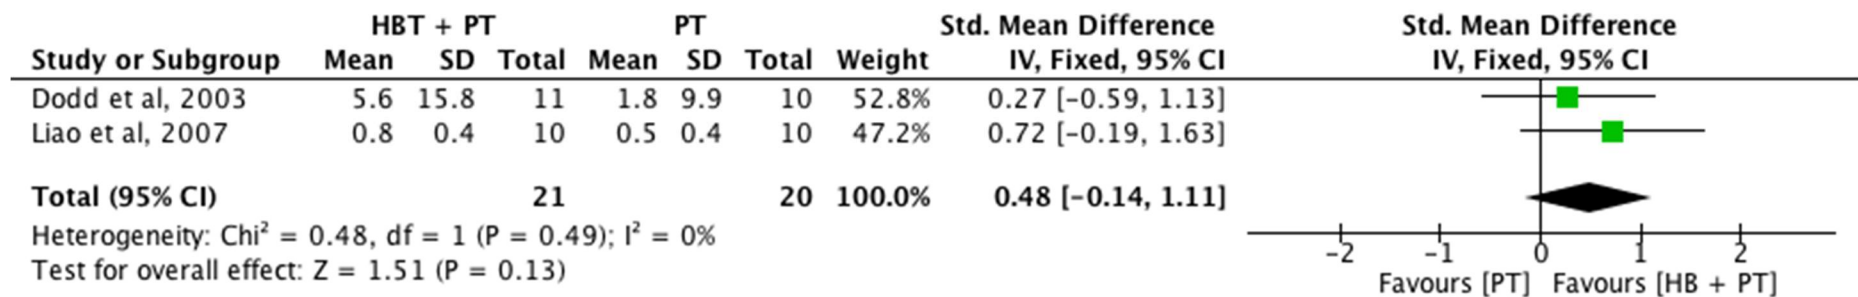 HBT + PT PT Std. Mean Difference Std. Mean Difference
Study or Subgroup Mean SD Total Mean SD Total Weight IV, Fixed, 95% CI IV, Fixed, 95% CI
Dodd et al, 2003 5.6 15.8 11 1.8 9.9 10 52.8% 0.27 [−0.59, 1.13]
Liao et al, 2007 0.8 0.4 10 0.5 0.4 10 47.2% 0.72 [−0.19, 1.63]
Total (95% CI) 21 20 100.0% 0.48 [−0.14, 1.11]
Heterogeneity: Chi² = 0.48, df = 1 (P = 0.49); I² = 0%
Test for overall effect: Z = 1.51 (P = 0.13)
−2 −1 0 1 2
Favours [PT] Favours [HB + PT]